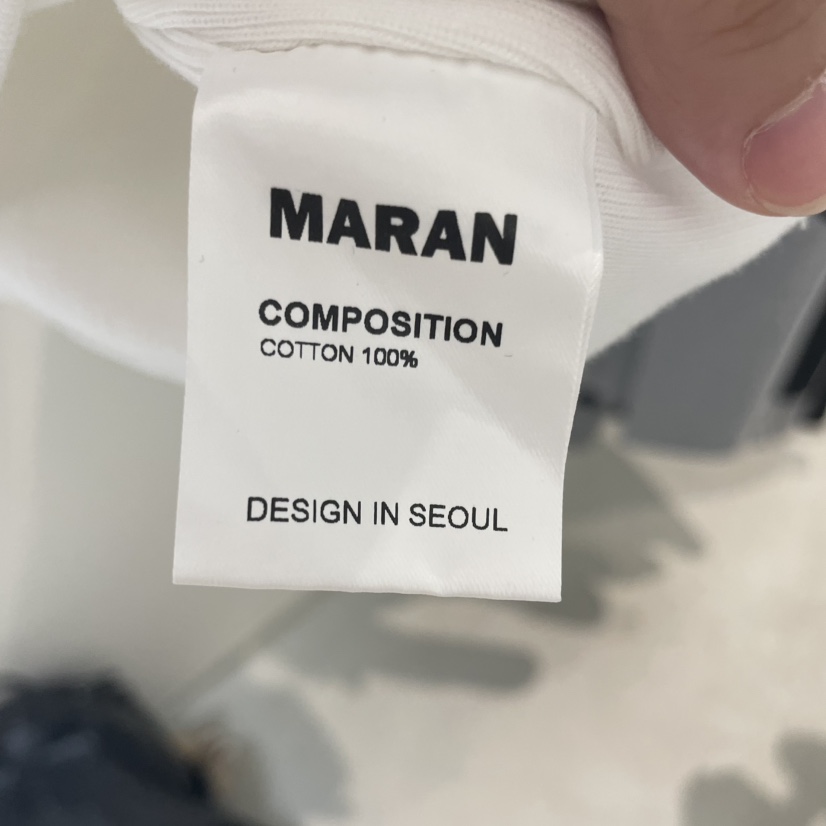 MARAN
COMPOSITION
COTTON 100%
DESIGN IN SEOUL